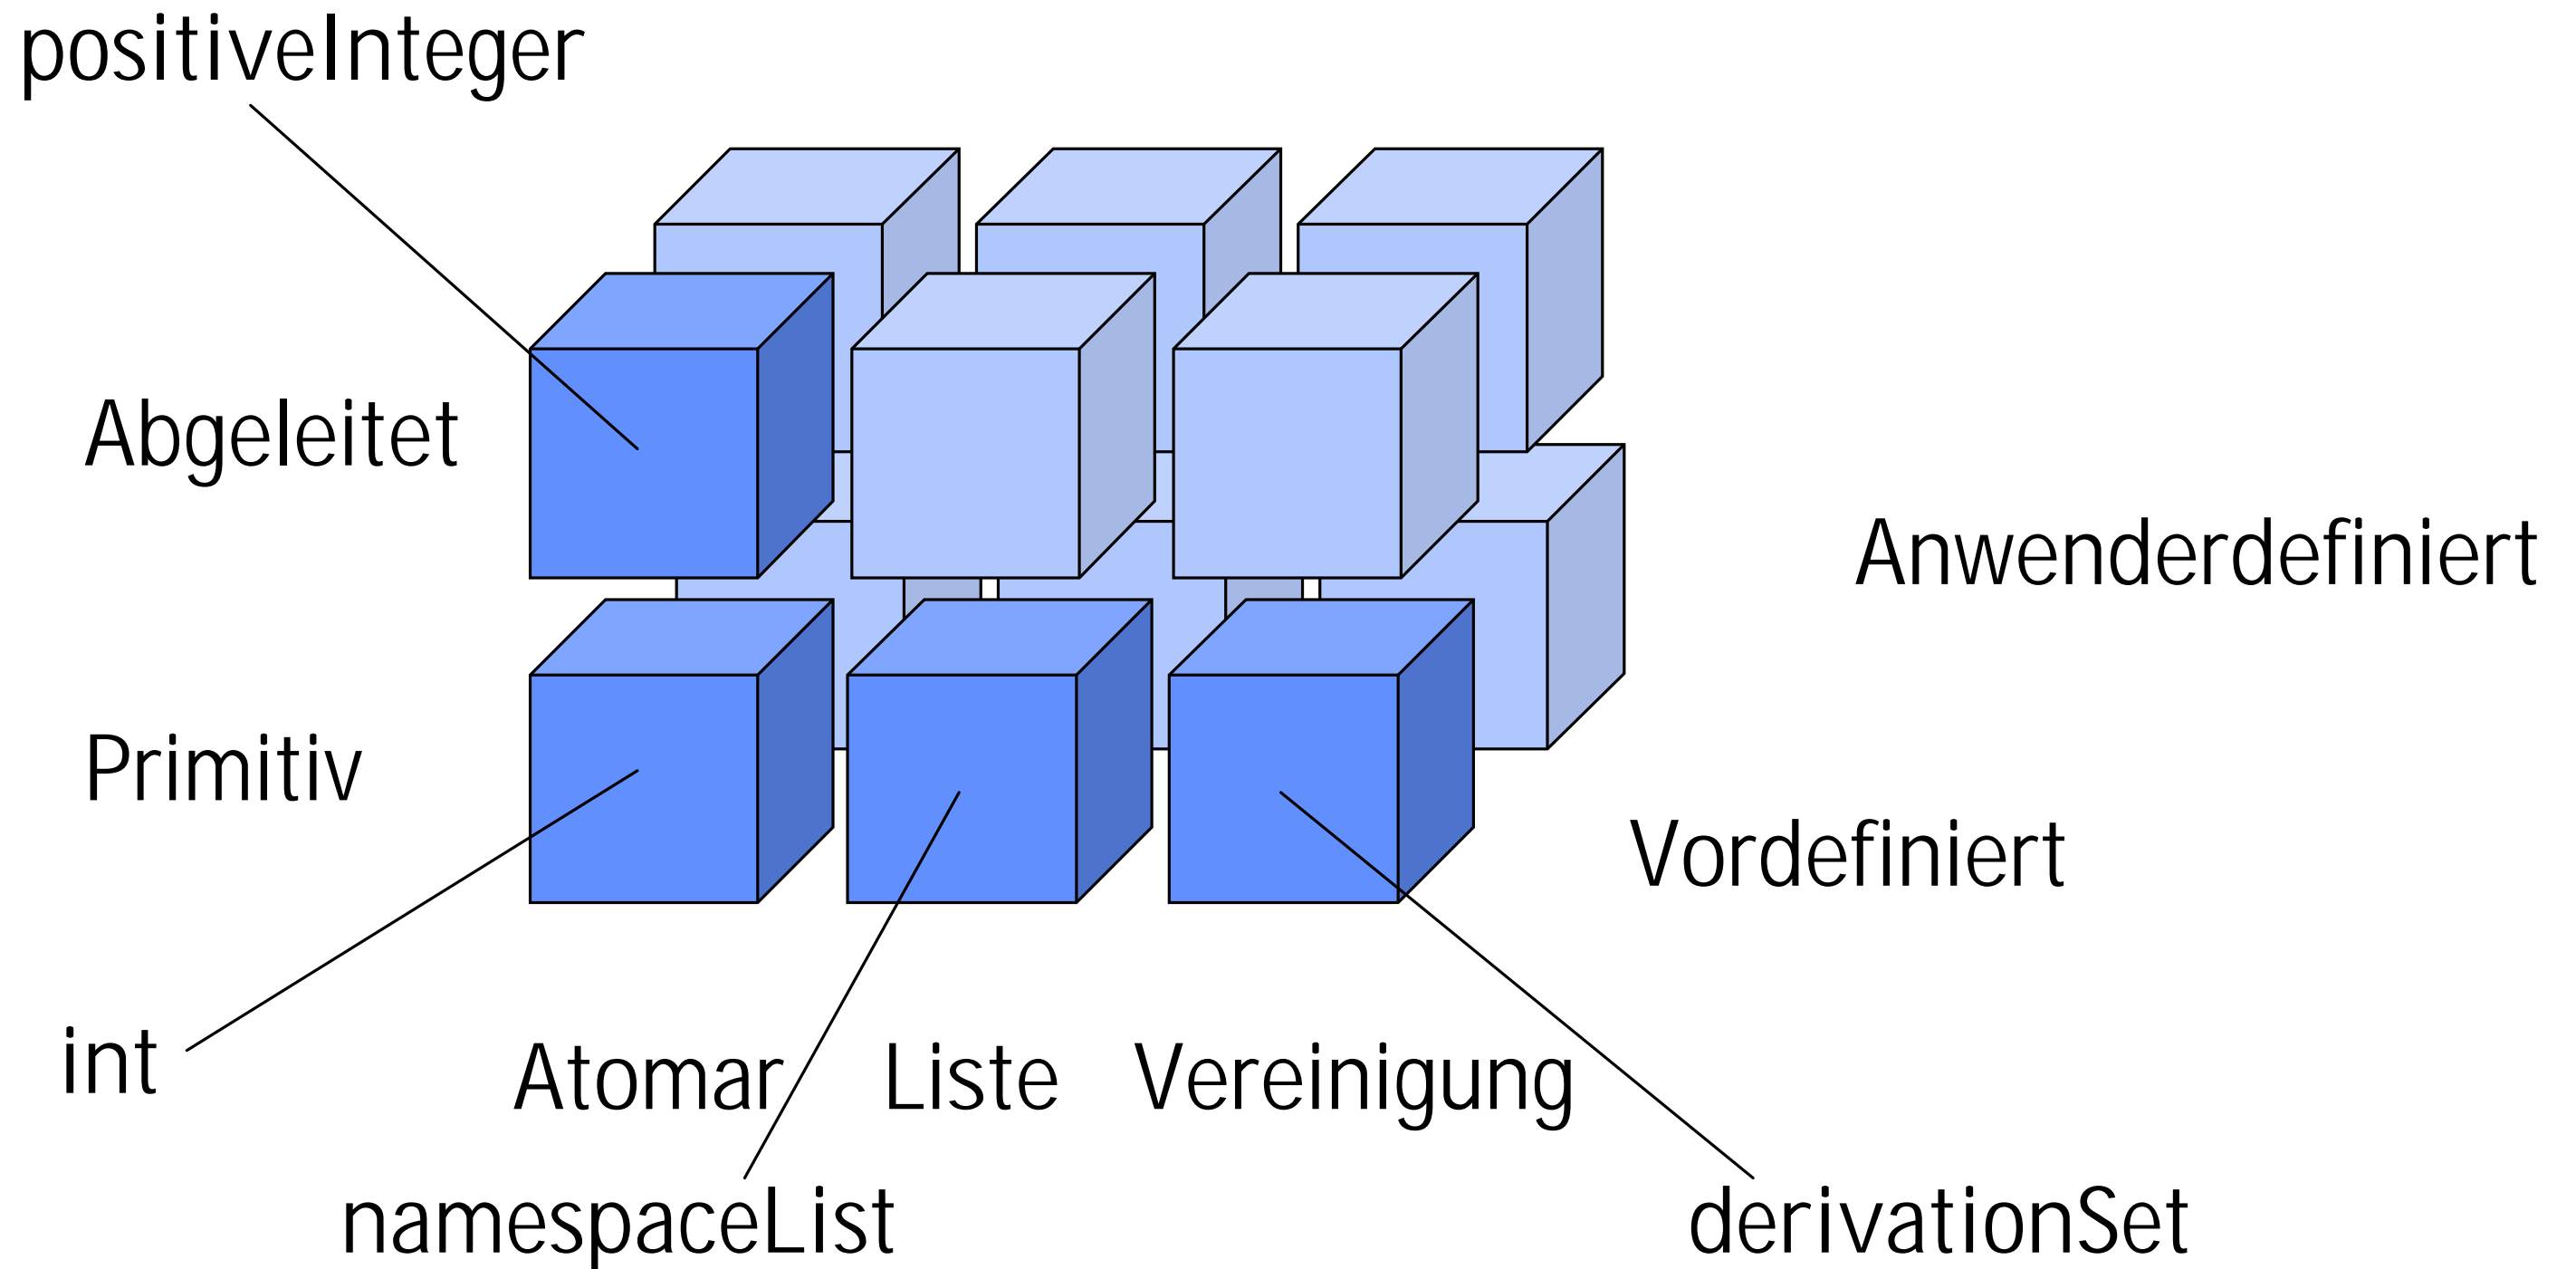 positiveInteger
Abgeleitet
Anwenderdefiniert
Primitiv
Vordefiniert
int
Atomar
Liste
Vereinigung
namespaceList
derivationSet